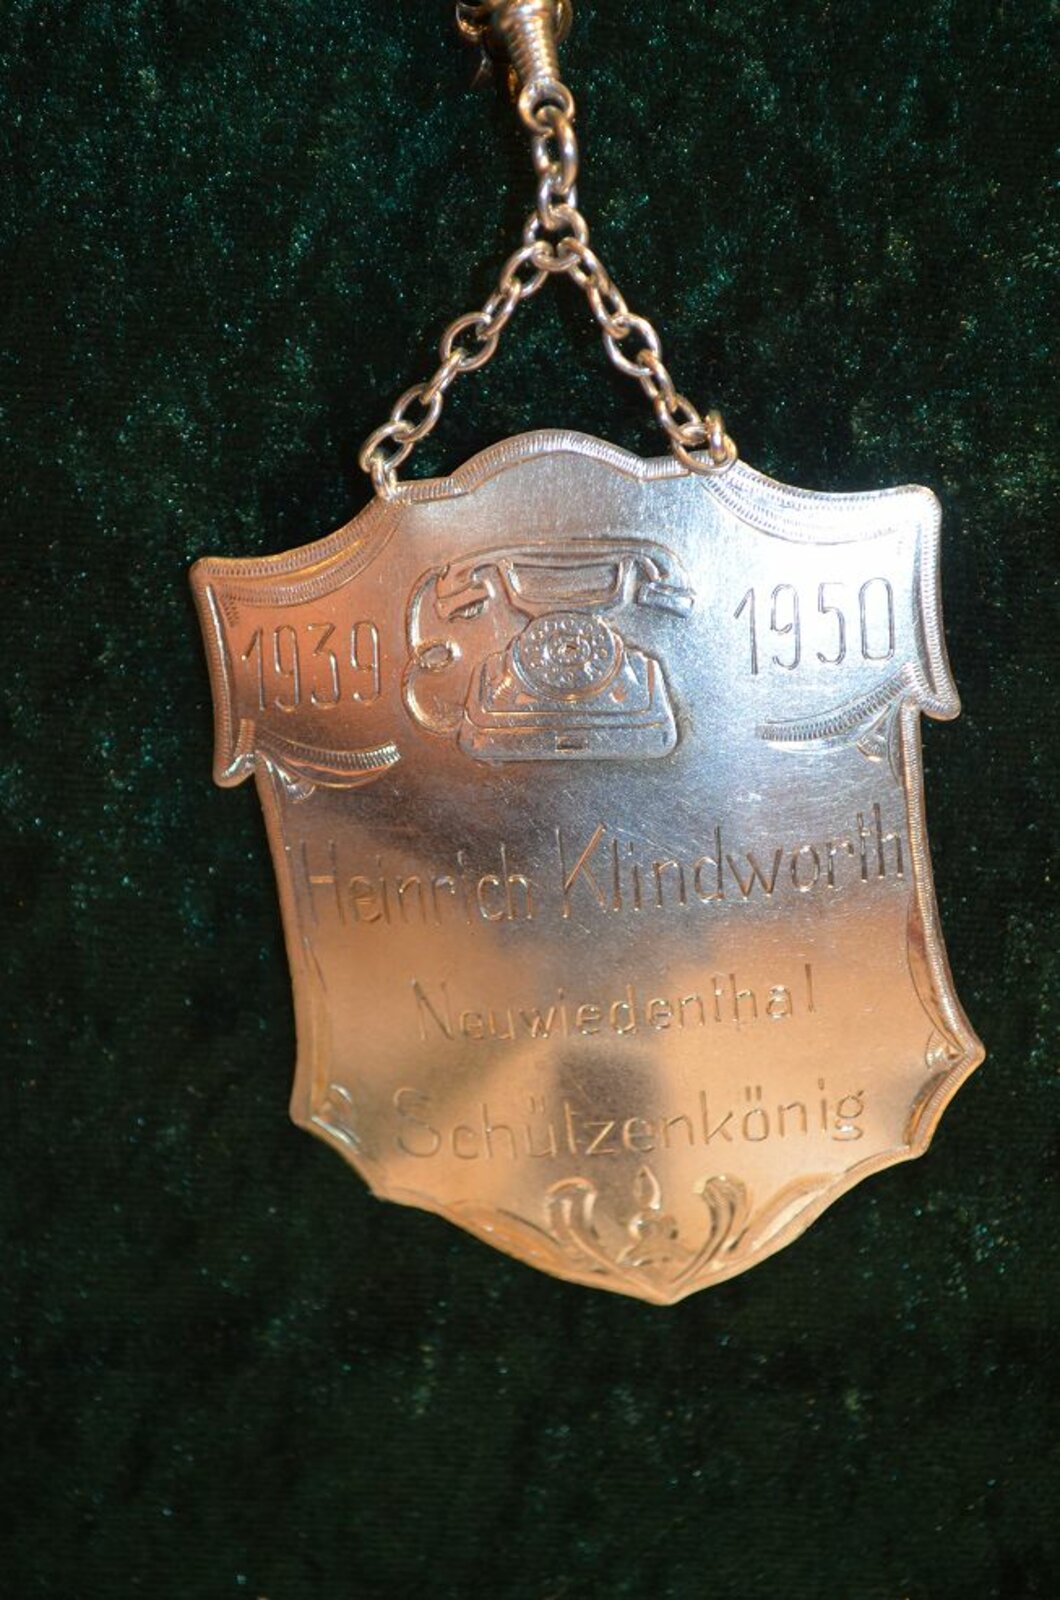 1939 1950
Heinrich Klindworth
Neuwiedenthal
Schützenkönig